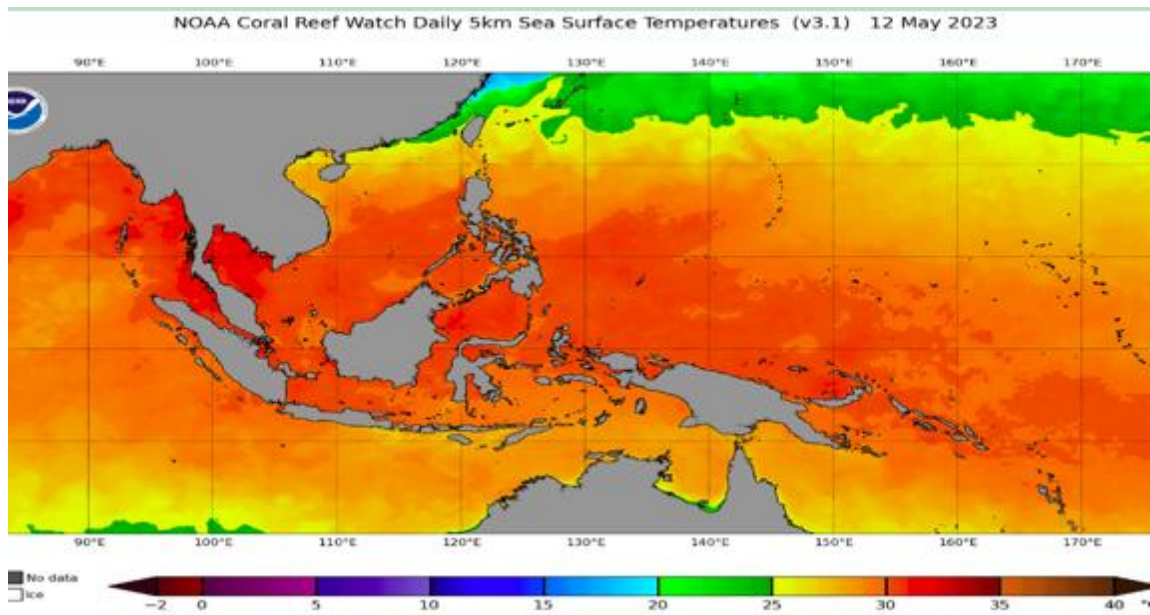 NOAA Coral Reef Watch Daily 5km Sea Surface Temperatures (v3.1) 12 May 2023
90°E 100°E 110°E 120°E 130°E 140°E 150°E 160°E 170°E
90°E 100°E 110°E 120°E 130°E 140°E 150°E 160°E 170°E
No data
Ice
−2 0 5 10 15 20 25 30 35 40